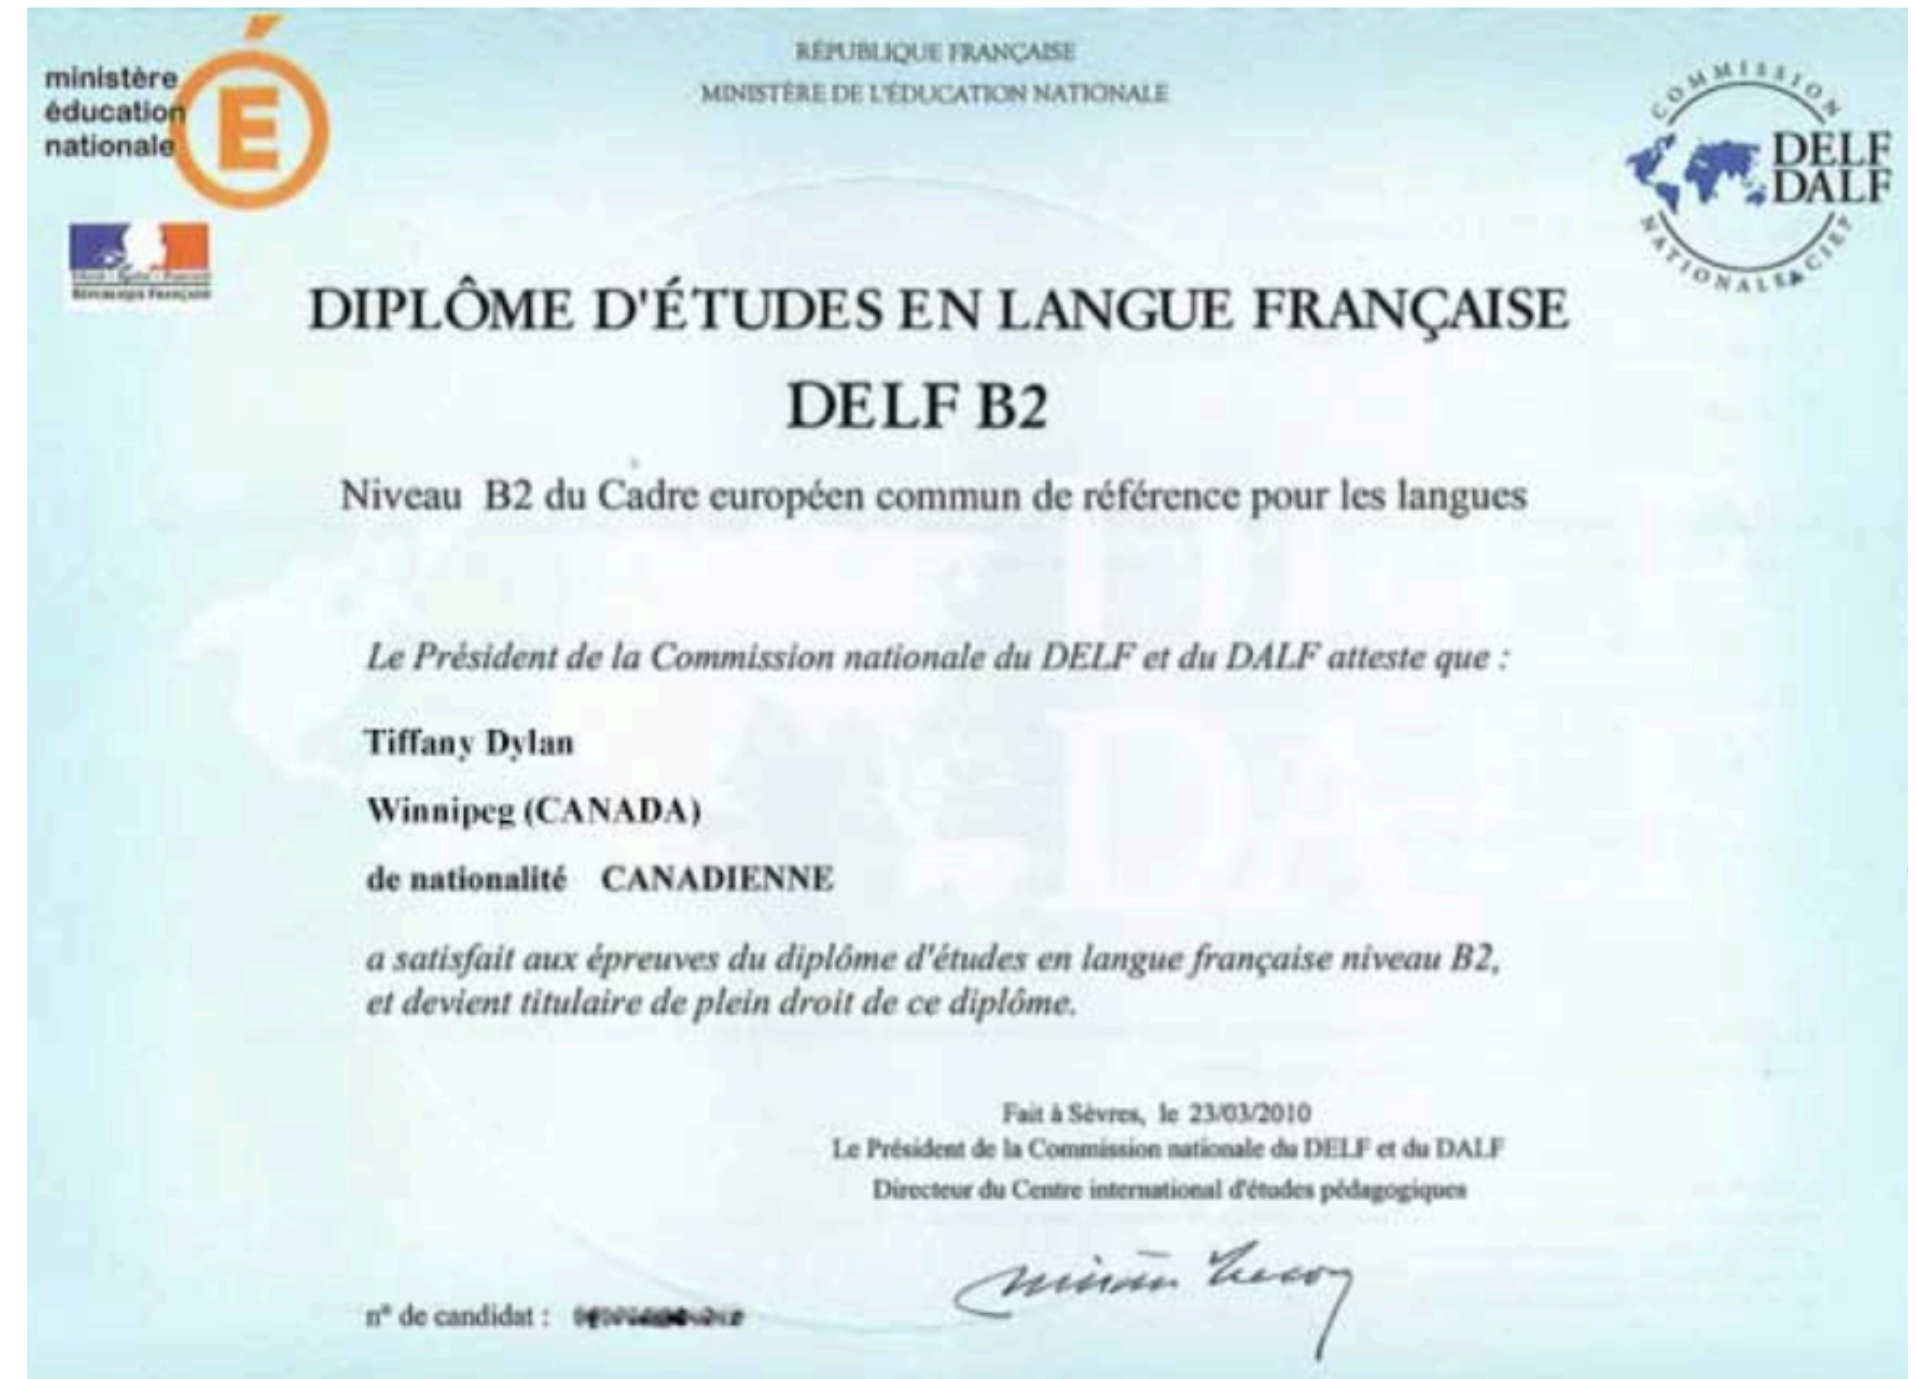 ministère
éducation
nationale
É
RÉPUBLIQUE FRANÇAISE
MINISTÈRE DE L'ÉDUCATION NATIONALE
COMMISSION
DELF
DALF
NATIONALE
CIEP
RÉPUBLIQUE FRANÇAISE
DIPLÔME D'ÉTUDES EN LANGUE FRANÇAISE
DELF B2
Niveau B2 du Cadre européen commun de référence pour les langues
Le Président de la Commission nationale du DELF et du DALF atteste que :
Tiffany Dylan
Winnipeg (CANADA)
de nationalité CANADIENNE
a satisfait aux épreuves du diplôme d'études en langue française niveau B2,
et devient titulaire de plein droit de ce diplôme.
Fait à Sèvres, le 23/03/2010
Le Président de la Commission nationale du DELF et du DALF
Directeur du Centre international d'études pédagogiques
n° de candidat :